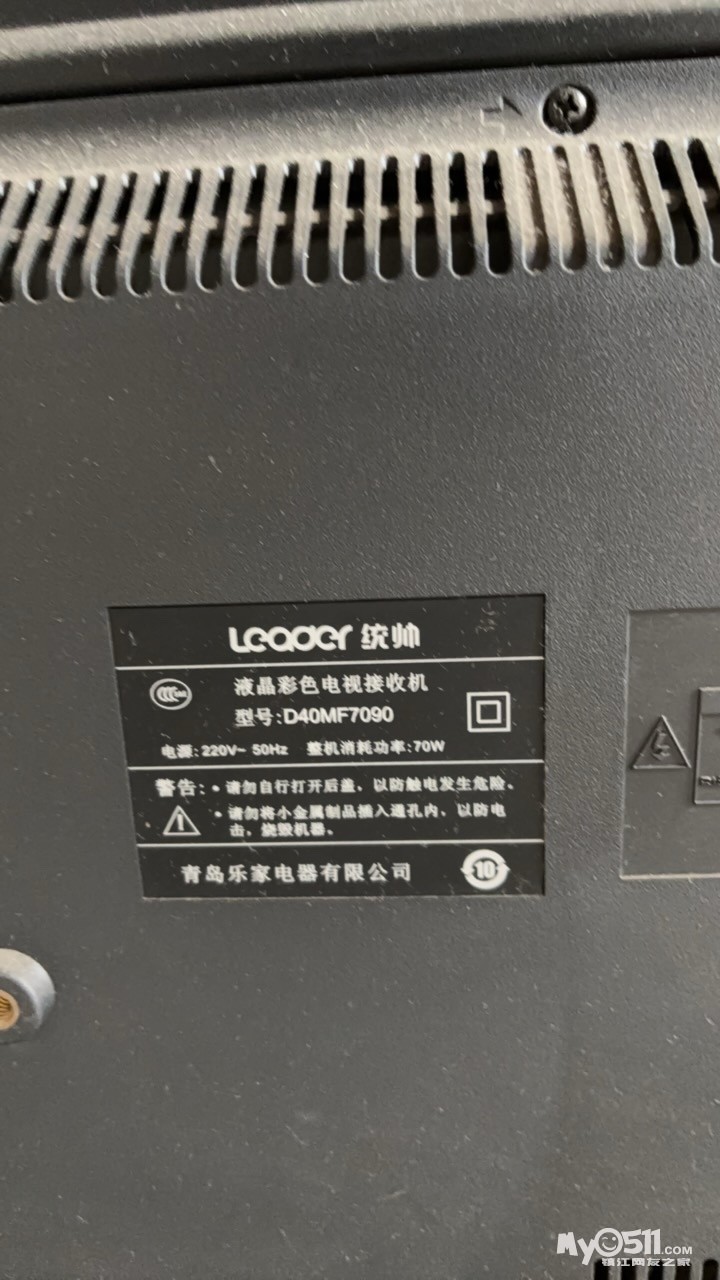 Leader 统帅
液晶彩色电视接收机
型号:D40MF7090
电源:220V~ 50Hz 整机消耗功率:70W
警告:·请勿自行打开后盖，以防触电发生危险。
·请勿将小金属制品插入通孔内，以防电
击，烧毁机器。
青岛乐家电器有限公司
10
MyO511.COM
镇江网友之家